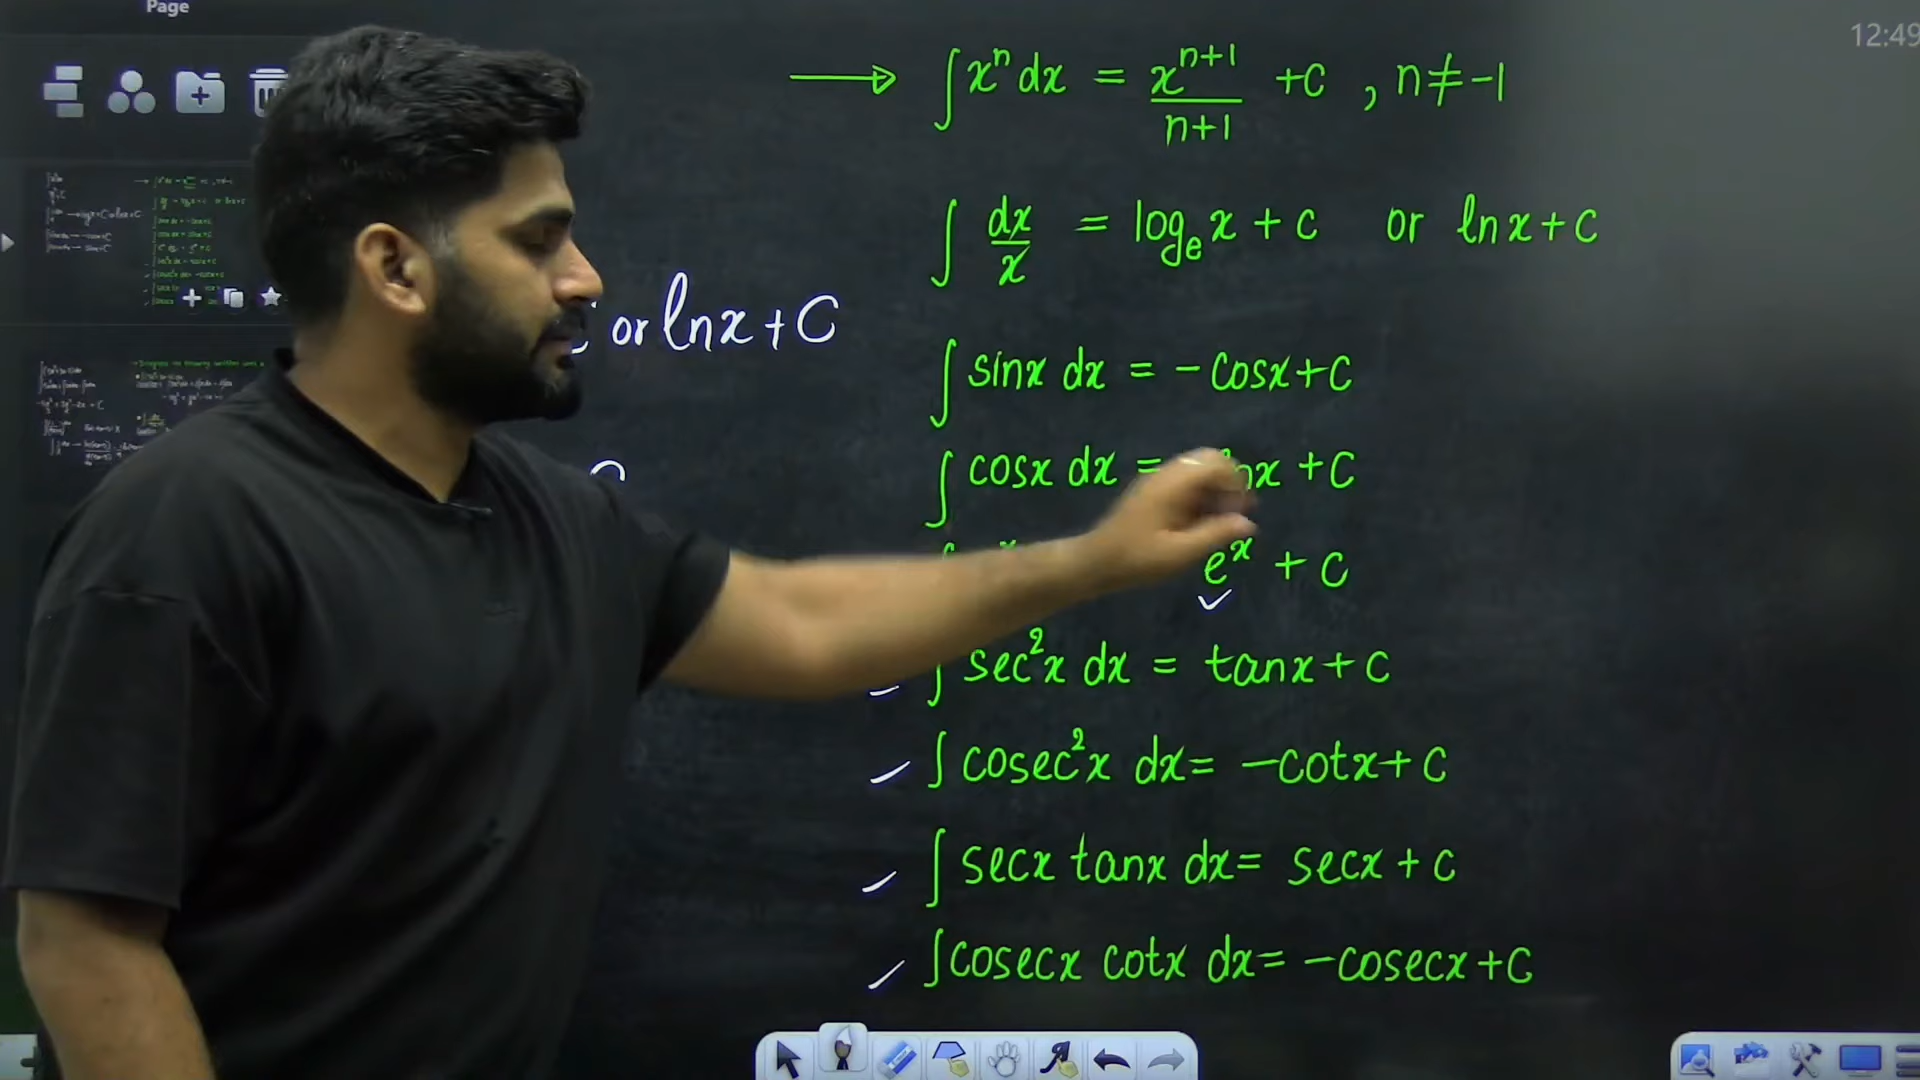 Page
12:49
→ ∫xⁿ dx = xⁿ⁺¹/n+1 + C , n ≠ -1
∫ dx/x = logₑ x + C or ln x + C
or ln x + C
∫ sinx dx = -cosx + C
∫ cosx dx = x + C
eˣ + C
∫ sec²x dx = tanx + C
∫ cosec²x dx = -cotx + C
∫ secx tanx dx = secx + C
∫ cosecx cotx dx = -cosecx + C